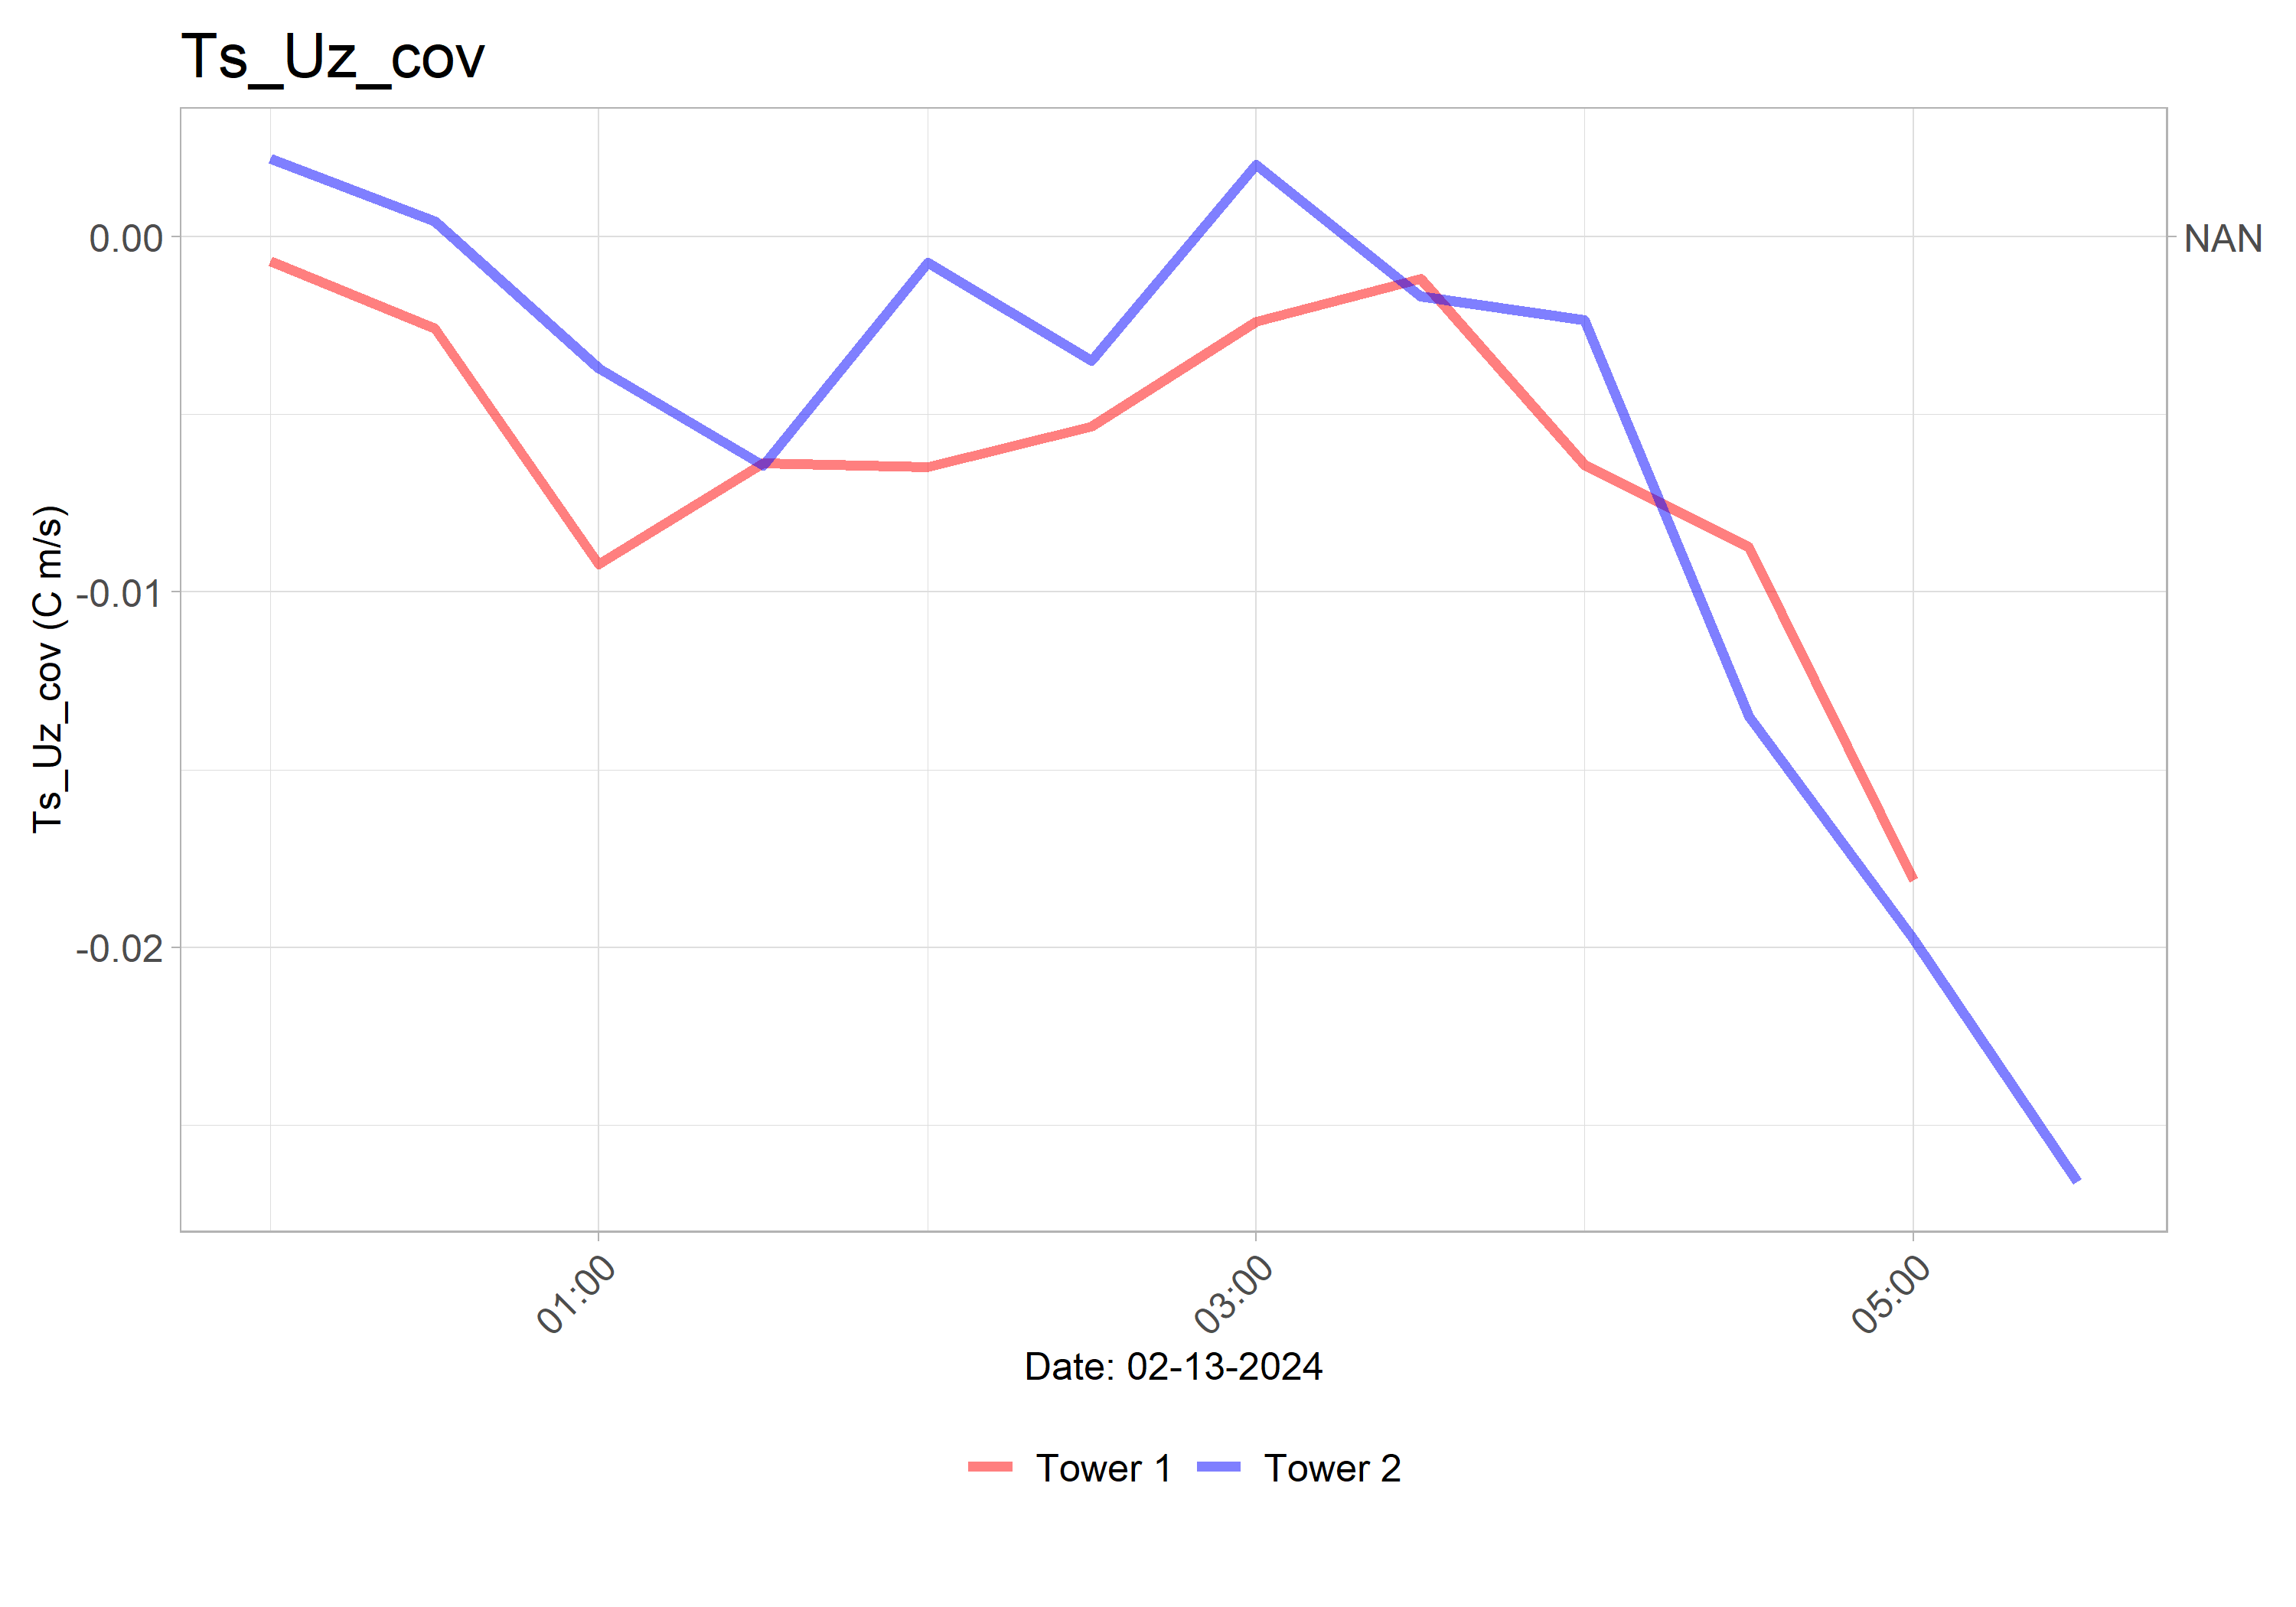 Ts_Uz_cov
Ts_Uz_cov (C m/s)
0.00
-0.01
-0.02
NAN
01:00
03:00
05:00
Date: 02-13-2024
Tower 1
Tower 2